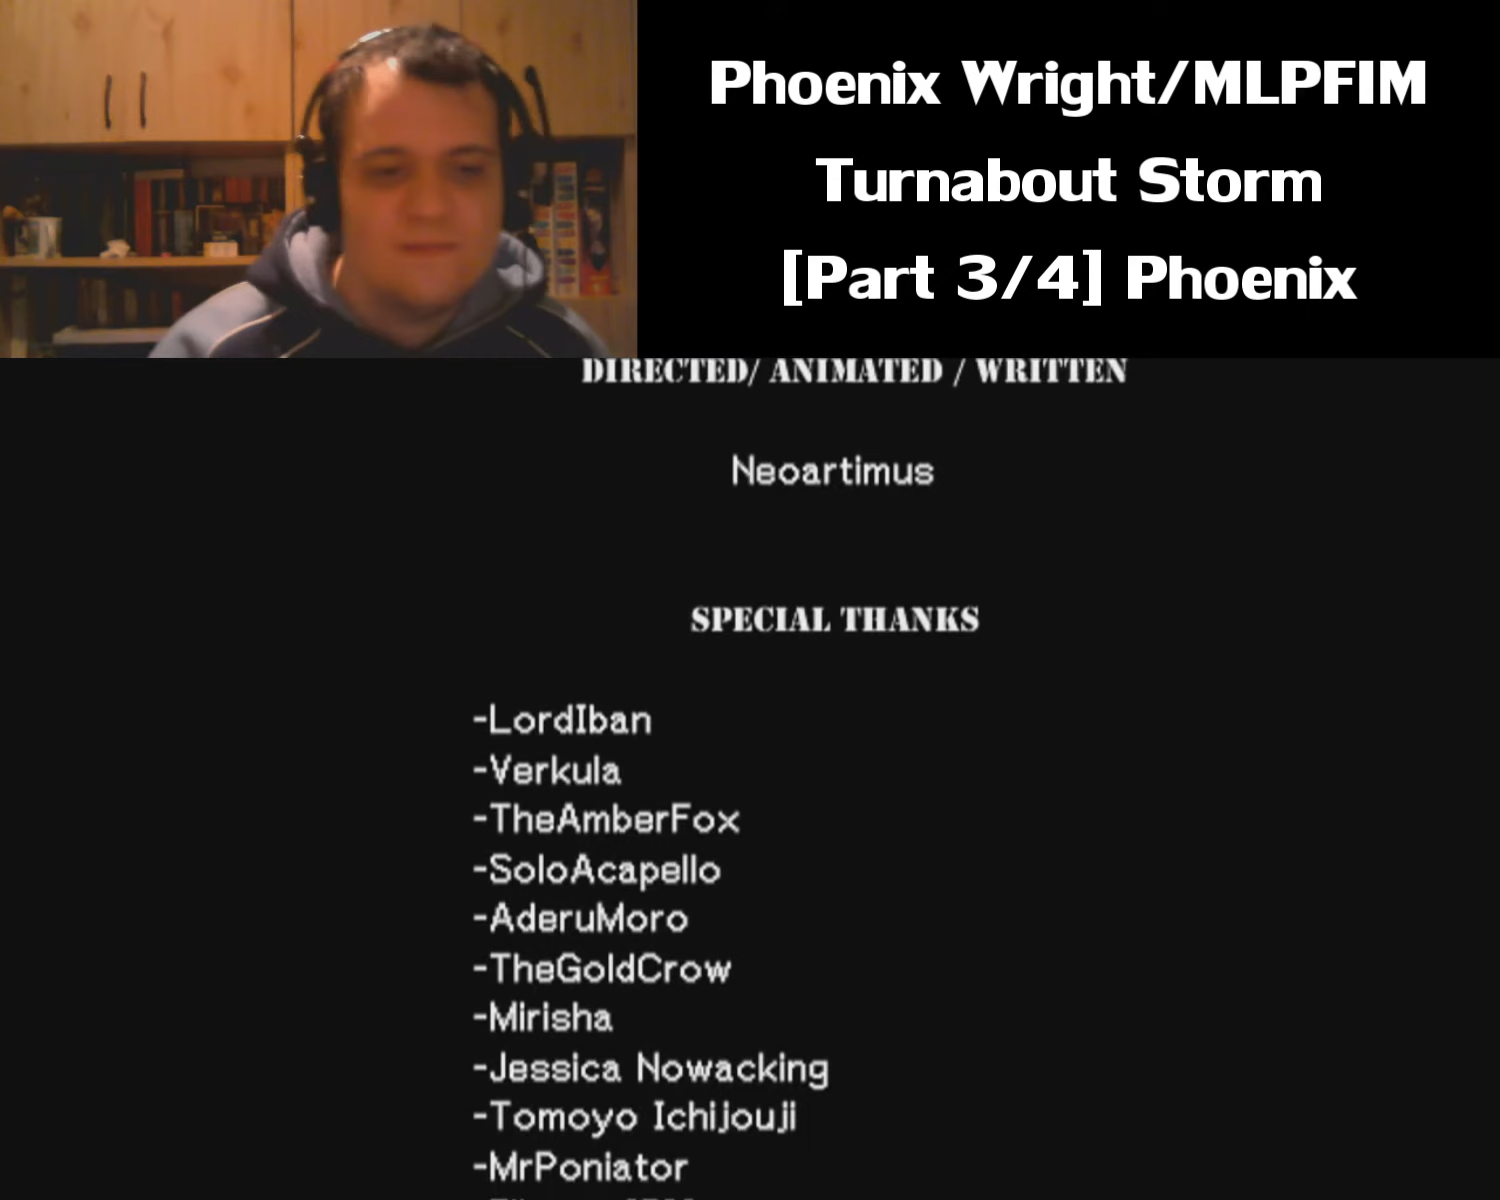 Phoenix Wright/MLPFIM
Turnabout Storm
[Part 3/4] Phoenix
DIRECTED/ ANIMATED / WRITTEN
Neoartimus
SPECIAL THANKS
-LordIban
-Verkula
-TheAmberFox
-SoloAcapello
-AderuMoro
-TheGoldCrow
-Mirisha
-Jessica Nowacking
-Tomoyo Ichijouji
-MrPoniator